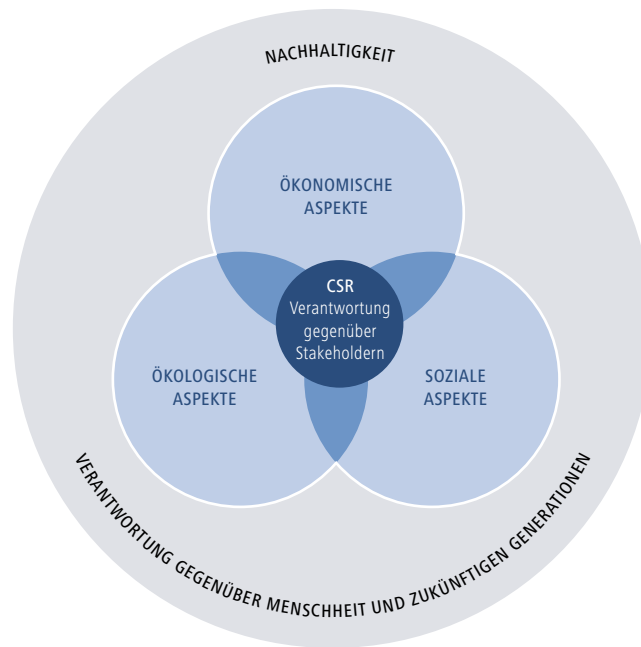 NACHHALTIGKEIT
ÖKONOMISCHE
ASPEKTE
CSR
Verantwortung
gegenüber
Stakeholdern
ÖKOLOGISCHE
ASPEKTE
SOZIALE
ASPEKTE
VERANTWORTUNG GEGENÜBER MENSCHHEIT UND ZUKÜNFTIGEN GENERATIONEN